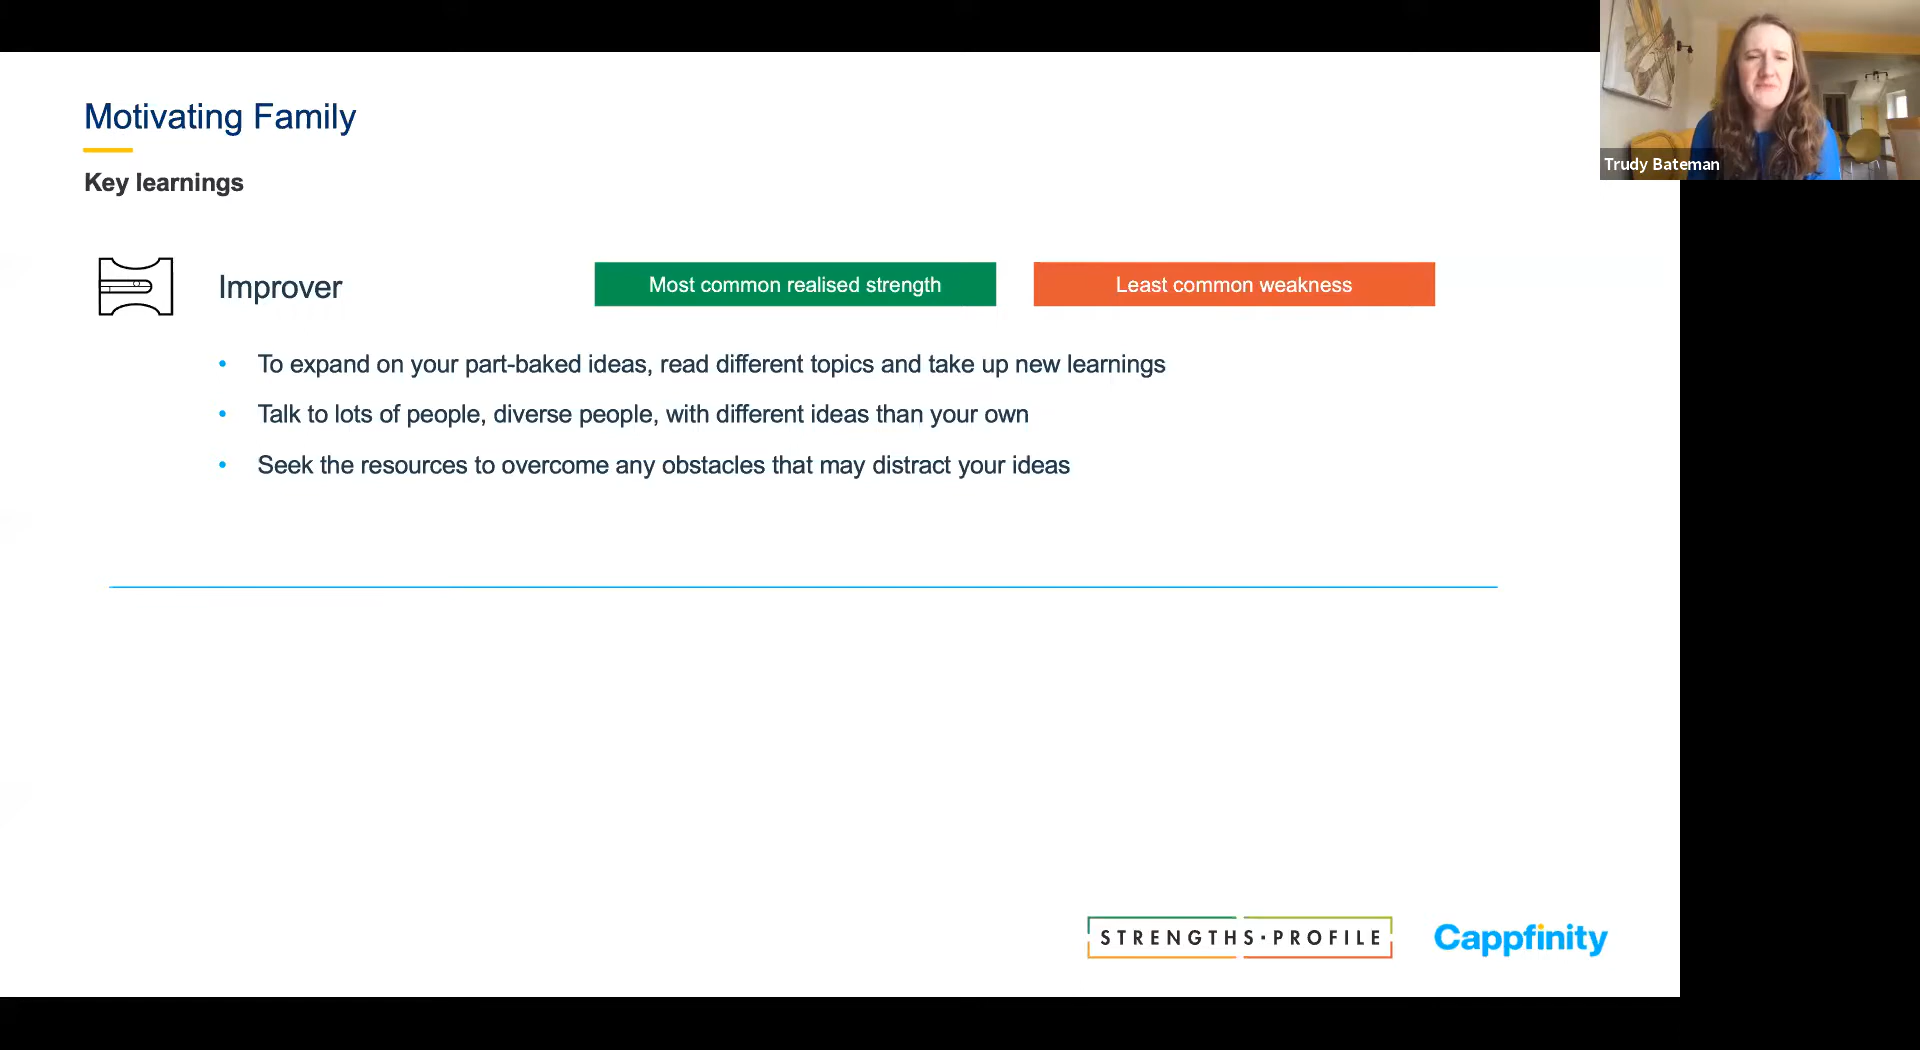 Trudy Bateman
Motivating Family
Key learnings
Improver
Most common realised strength
Least common weakness
• To expand on your part-baked ideas, read different topics and take up new learnings
• Talk to lots of people, diverse people, with different ideas than your own
• Seek the resources to overcome any obstacles that may distract your ideas
STRENGTHS·PROFILE
Cappfinity